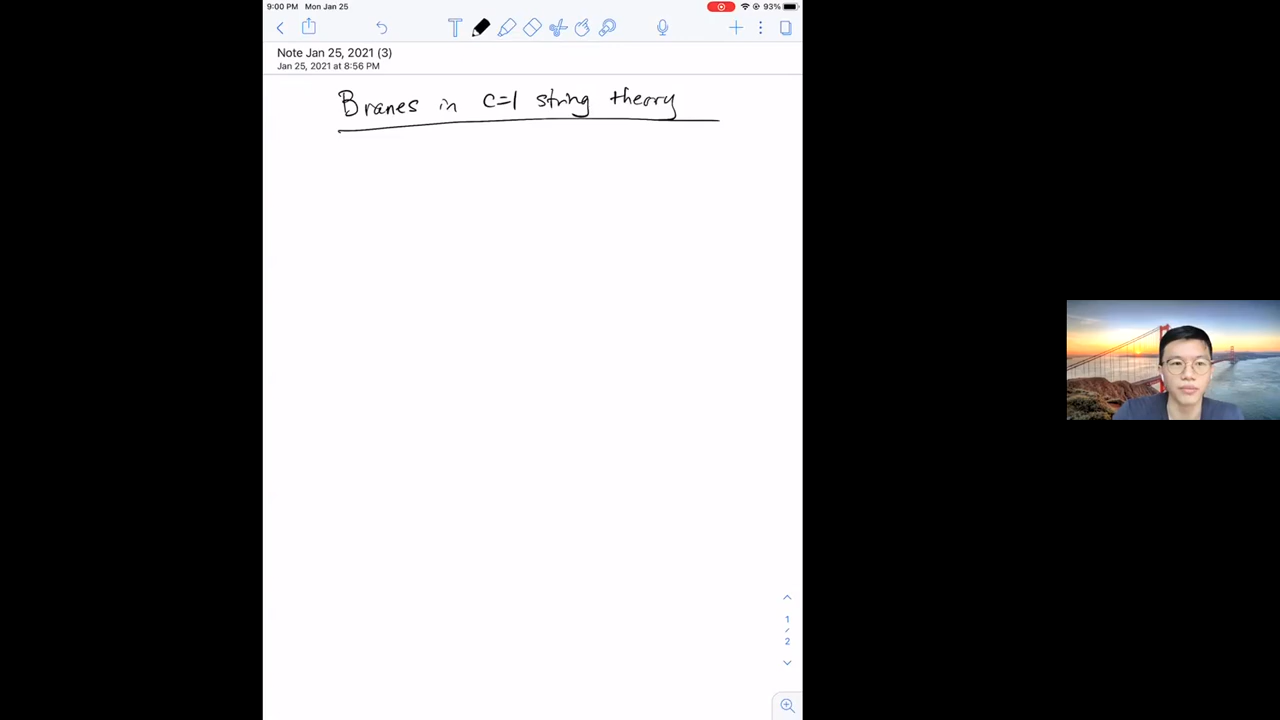 9:00 PM Mon Jan 25 93%
Note Jan 25, 2021 (3)
Jan 25, 2021 at 8:56 PM
Branes in c=1 string theory
1
/
2